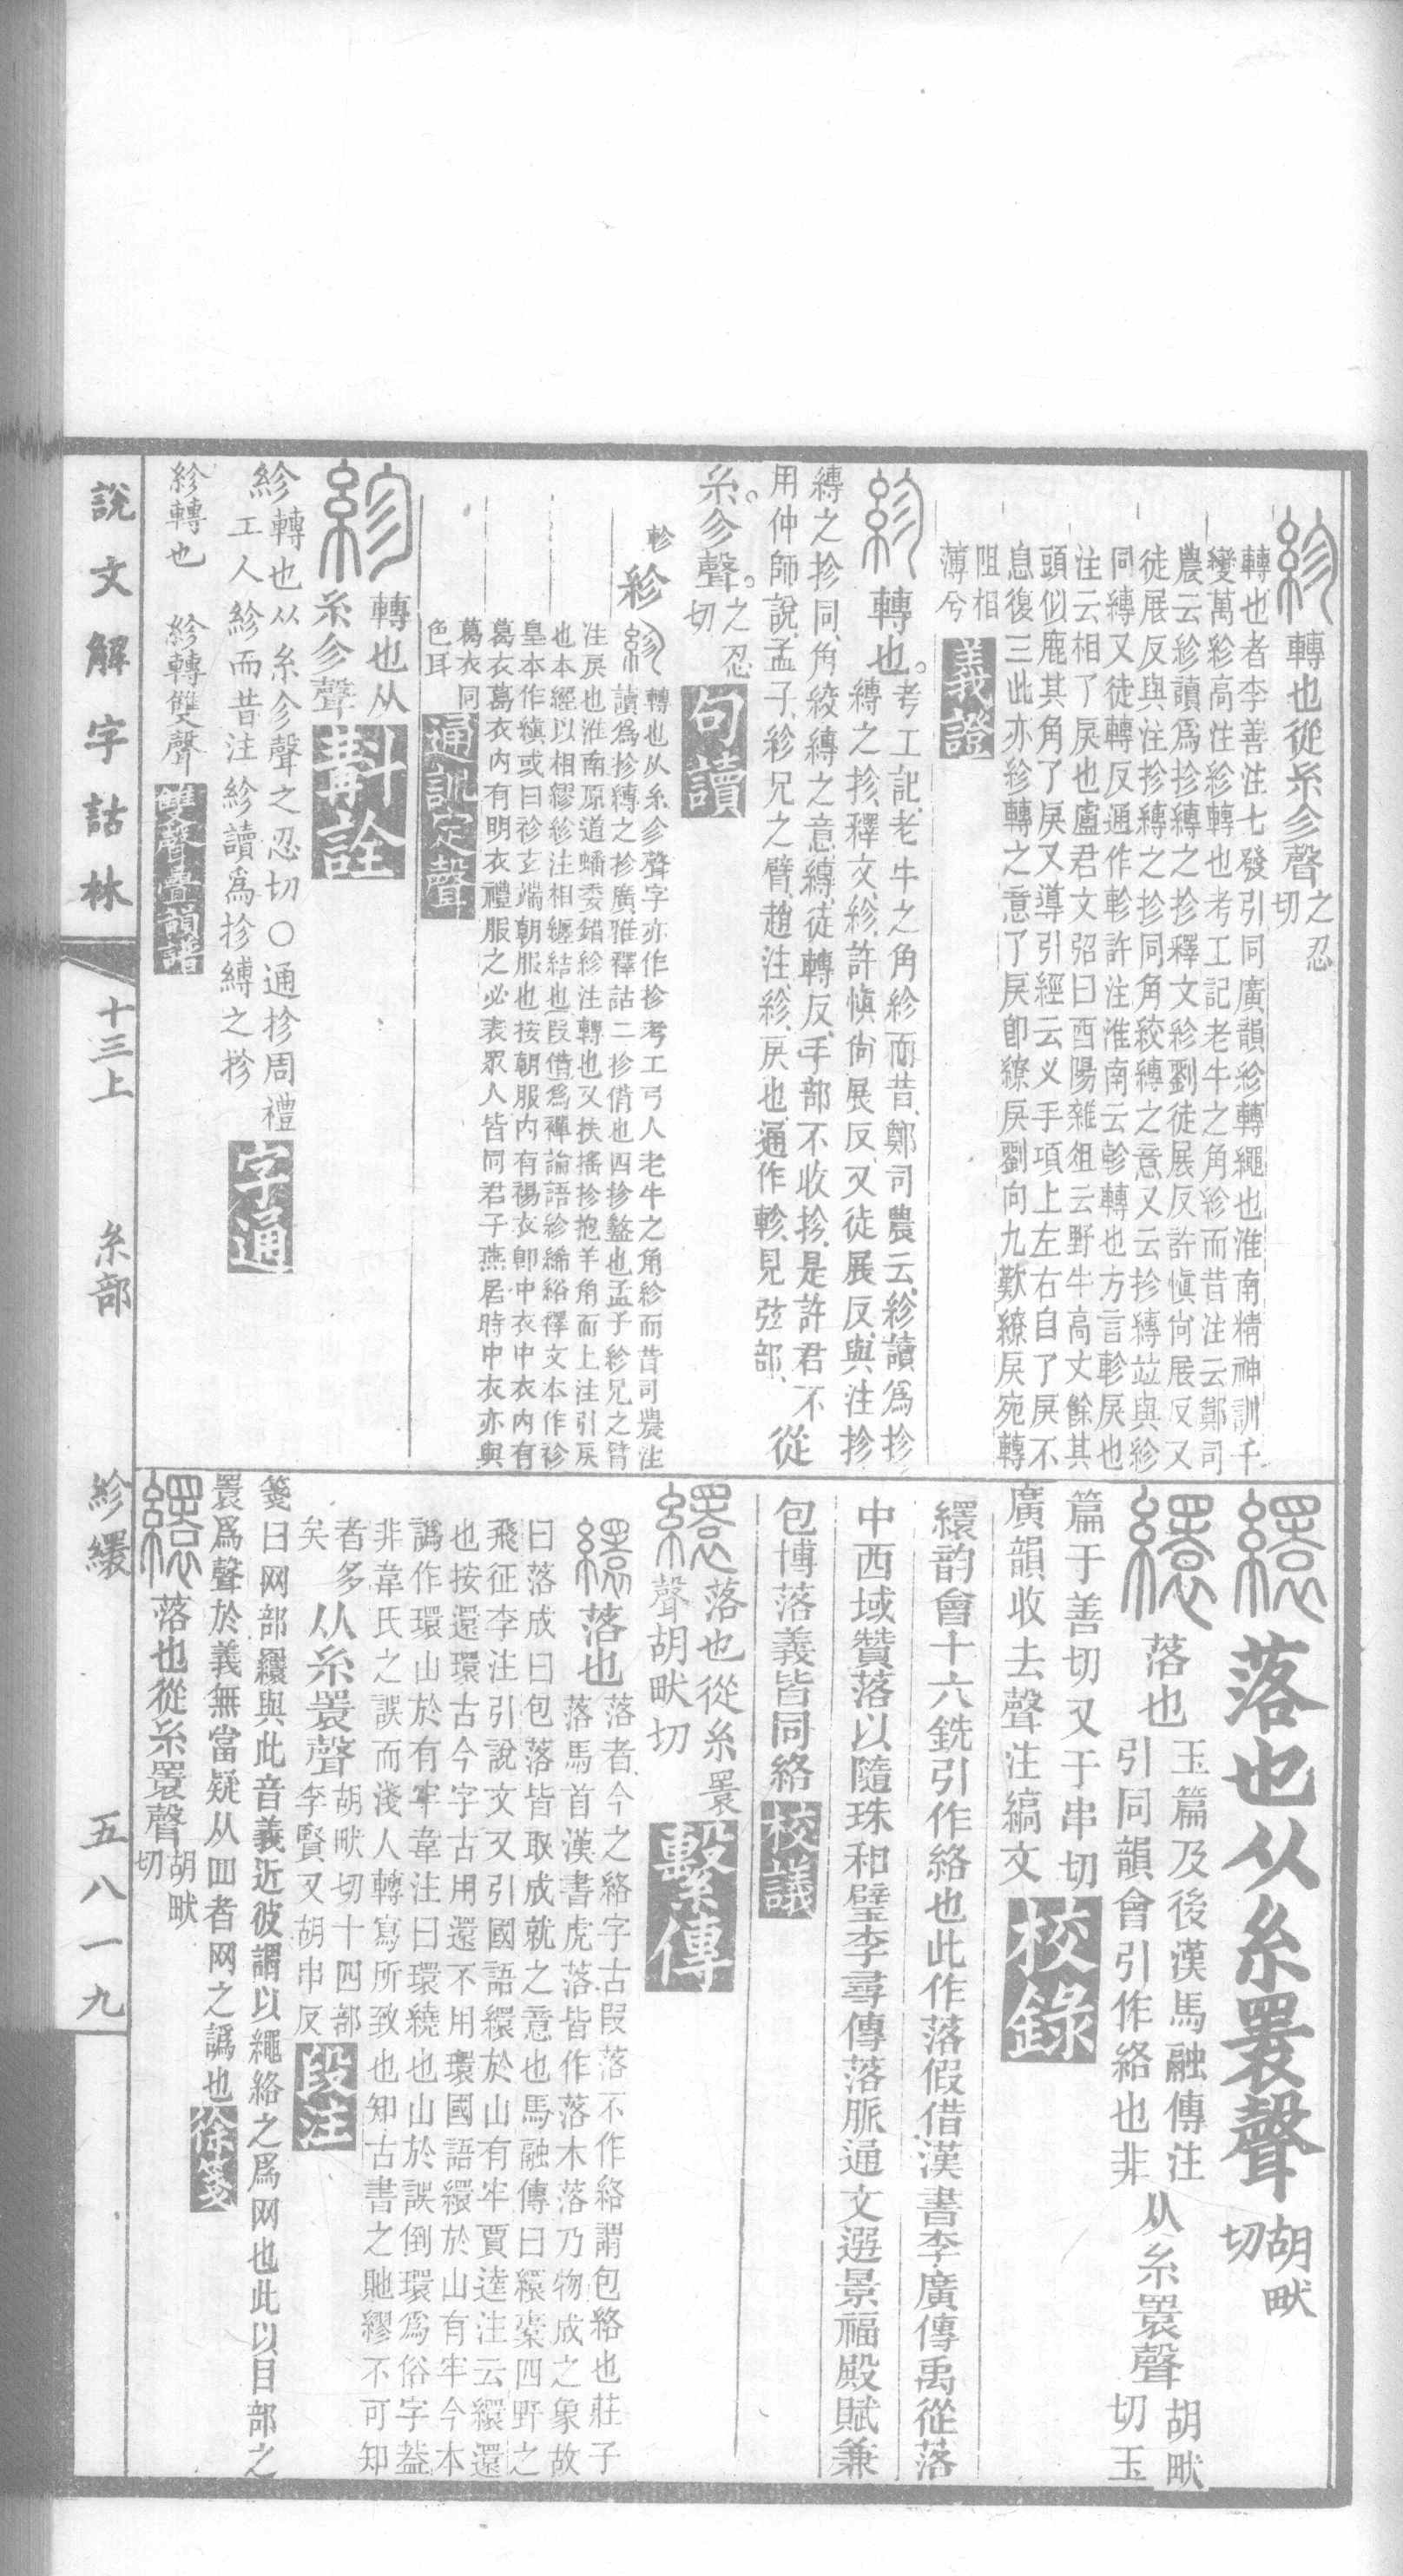 紾轉也從糸㐱聲之忍切
轉也者李善注七發引同廣韻紾轉繩也淮南精神訓千
變萬紾高注紾轉也考工記老牛之角紾而昔注云鄭司
農云紾讀爲抮縳之抮釋文紾劉徒展反許愼尙展反又
徒展反與注抮縳之抮同角絞縳之意又云抮縳竝與紾
同縳又徒轉反通作軫許注淮南云軫轉也方言軫戾也
注云相了戾也盧君文弨曰酉陽雜俎云野牛高丈餘其
頭似鹿其角了戾又導引經云乂手項上左右自了戾不
息復三此亦紾轉之意了戾卽繚戾劉向九歎繚戾宛轉
阻相
薄兮義證
紾轉也。考工記、老牛之角紾而昔、鄭司農云、紾讀爲抮
縳之抮、釋文、紾、許愼尙展反、又徒展反、與注抮
縳之抮同、角絞縳之意、縳、徒轉反、手部不收抮、是許君不從
用仲師說、孟子、紾兄之臂、趙注、紾、戾也、通作軫、見弦部、
糸。㐱聲。之忍切句讀
軫紾轉也从糸㐱聲字亦作抮考工弓人老牛之角紾而昔司農注
讀爲抮縳之抮廣雅釋詁二抮偝也四抮盭也孟子紾兄之臂
注戾也淮南原道蟠委錯紾注轉也又扶搖抮抱羊角而上注引戾
也本經以相繆紾注相纏結也叚借爲襌論語紾絺綌釋文本作袗
皇本作縝或曰袗玄端朝服也按朝服內有裼衣卽中衣中衣內有
葛衣葛衣內有明衣禮服之必表眾人皆同君子燕居時中衣亦與
葛衣同
色耳通訓定聲
紾轉也从
糸㐱聲斠詮
紾轉也从糸㐱聲之忍切〇通抮周禮
工人紾而昔注紾讀爲抮縛之抮字通
紾轉也　紾轉雙聲雙聲疊韻譜
繯落也从糸瞏聲胡畎切
繯落也玉篇及後漢馬融傳注
引同韻會引作絡也非从糸瞏聲胡畎切玉
篇于善切又于串切
廣韻收去聲注縞文校錄
繯韵會十六銑引作絡也此作落假借漢書李廣傳禹從落
中西域贊落以隨珠和璧李尋傳落脈通文選景福殿賦兼
包博落義皆同絡校議
繯落也從糸瞏
聲胡畎切繫傳
繯落也落者、今之絡字古叚落不作絡謂包絡也莊子
落馬首漢書虎落皆作落木落乃物成之象故
曰落成曰包落皆取成就之意也馬融傳曰繯橐四野之
飛征李注引說文又引國語繯於山有牢賈逵注云繯還
也按還環古今字古用還不用環國語繯於山有牢今本
譌作環山於有牢韋注曰環繞也山於誤倒環爲俗字葢
非韋氏之誤而淺人轉寫所致也知古書之貤繆不可知
者多
矣从糸瞏聲胡畎切十四部
李賢又胡串反段注
箋曰网部繯與此音義近彼謂以繩絡之爲网也此以目部之
瞏爲聲於義無當疑从皿者网之譌也徐箋
繯落也從糸瞏聲胡畎切
說文解字詁林　十三上　糸部　紾繯　五八一九